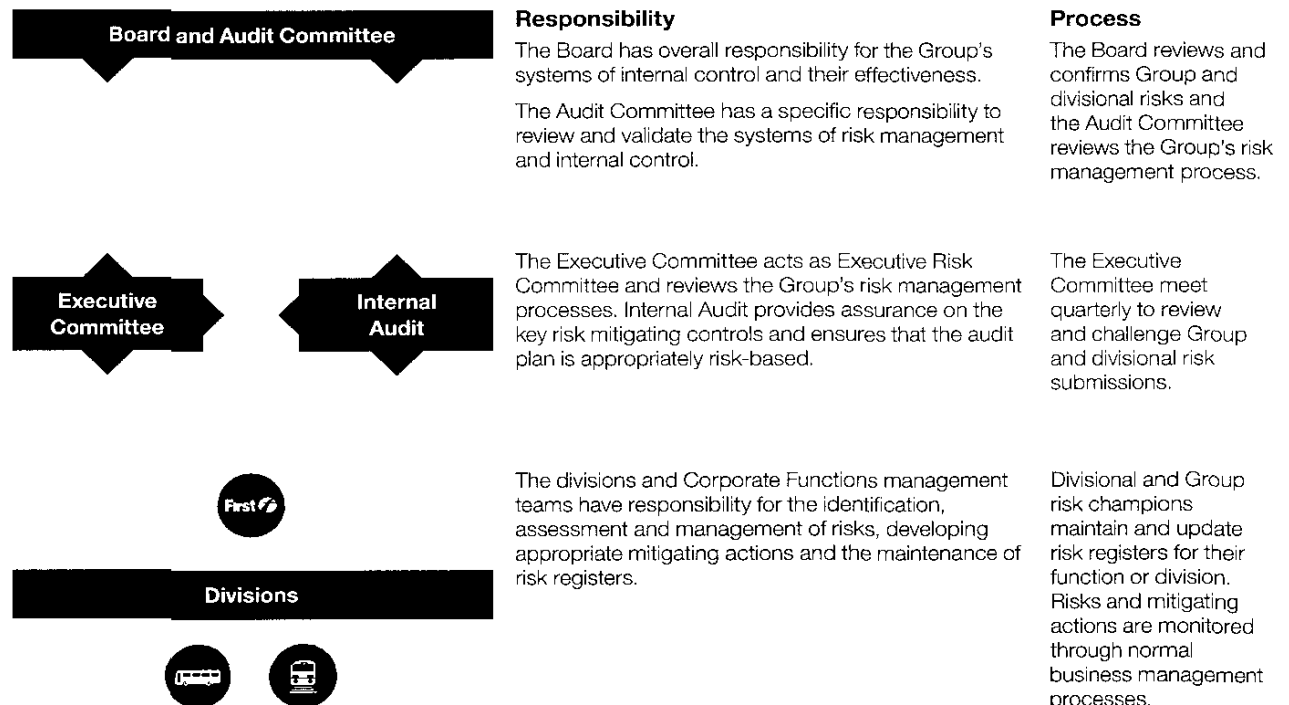 Board and Audit Committee
Responsibility
The Board has overall responsibility for the Group's
systems of internal control and their effectiveness.
The Audit Committee has a specific responsibility to
review and validate the systems of risk management
and internal control.
Process
The Board reviews and
confirms Group and
divisional risks and
the Audit Committee
reviews the Group's risk
management process.
Executive
Committee
Internal
Audit
The Executive Committee acts as Executive Risk
Committee and reviews the Group's risk management
processes. Internal Audit provides assurance on the
key risk mitigating controls and ensures that the audit
plan is appropriately risk-based.
The Executive
Committee meet
quarterly to review
and challenge Group
and divisional risk
submissions.
First
Divisions
The divisions and Corporate Functions management
teams have responsibility for the identification,
assessment and management of risks, developing
appropriate mitigating actions and the maintenance of
risk registers.
Divisional and Group
risk champions
maintain and update
risk registers for their
function or division.
Risks and mitigating
actions are monitored
through normal
business management
processes.